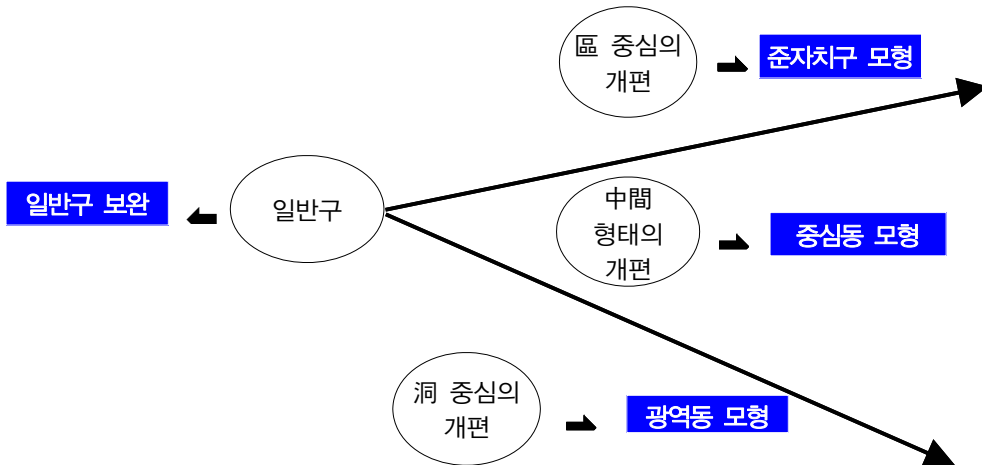 區 중심의
개편
준자치구 모형
일반구 보완
일반구
中間
형태의
개편
중심동 모형
洞 중심의
개편
광역동 모형